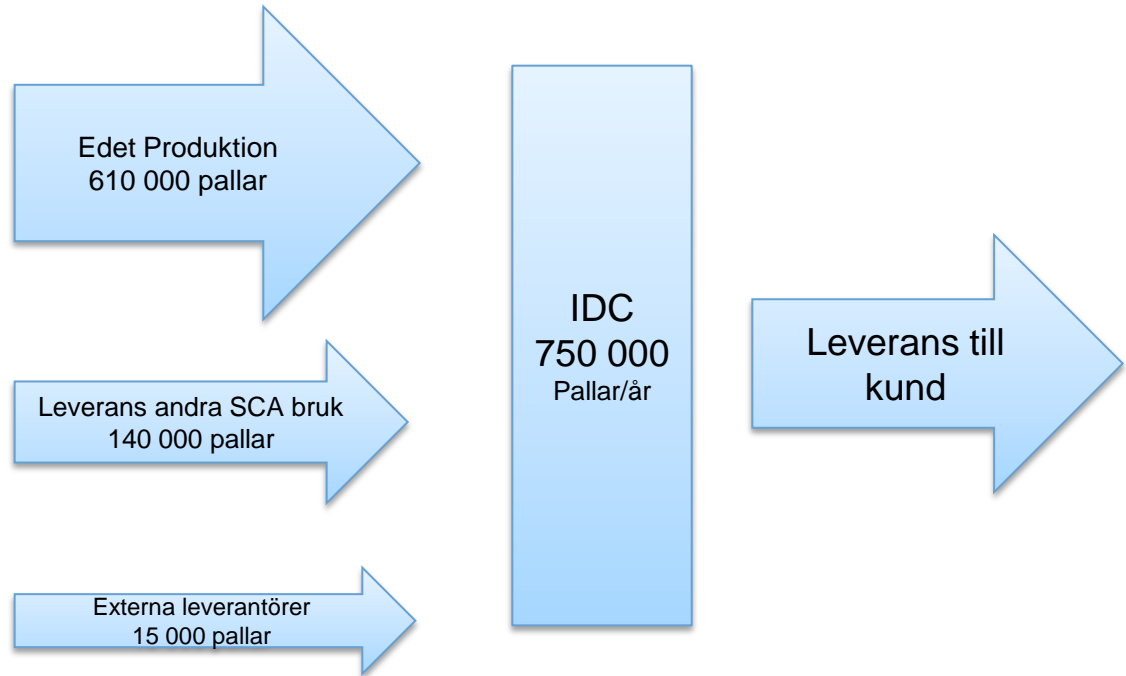 Edet Produktion
610 000 pallar
Leverans andra SCA bruk
140 000 pallar
Externa leverantörer
15 000 pallar
IDC
750 000
Pallar/år
Leverans till
kund